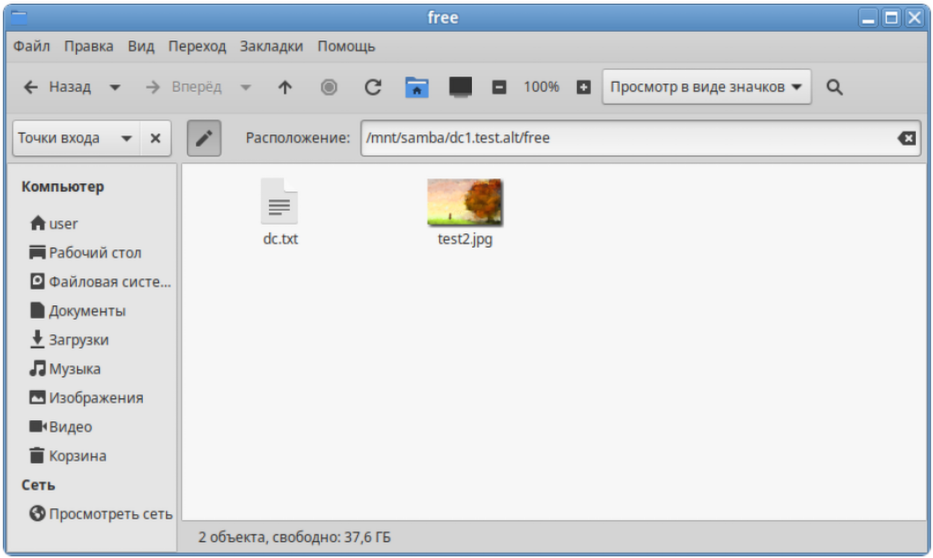 free
Файл Правка Вид Переход Закладки Помощь
Назад Вперёд 100% Просмотр в виде значков
Точки входа Расположение: /mnt/samba/dc1.test.alt/free
Компьютер
user
Рабочий стол
Файловая систе...
Документы
Загрузки
Музыка
Изображения
Видео
Корзина
Сеть
Просмотреть сеть
dc.txt test2.jpg
2 объекта, свободно: 37,6 ГБ